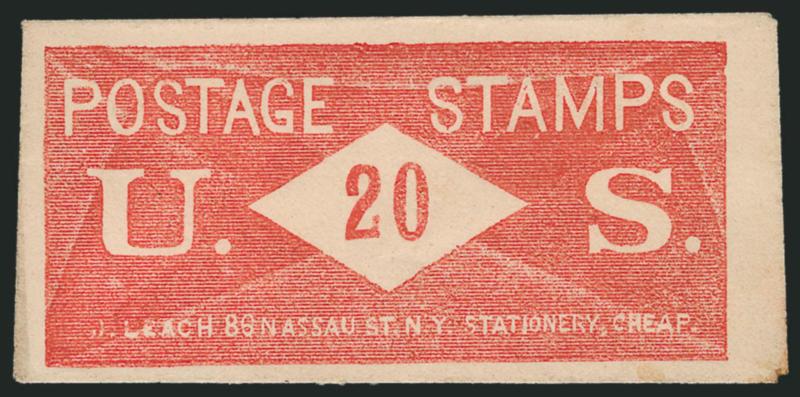 POSTAGE STAMPS
U. 20 S.
LEACH 86 NASSAU ST. N.Y. STATIONERY, CHEAP.